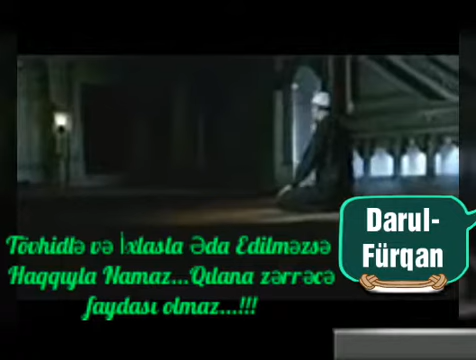 Tövhidlə və İxlasla Əda Edilməzsə
Haqqıyla Namaz...Qılana zərrəcə
faydası olmaz...!!!
Darul-
Fürqan